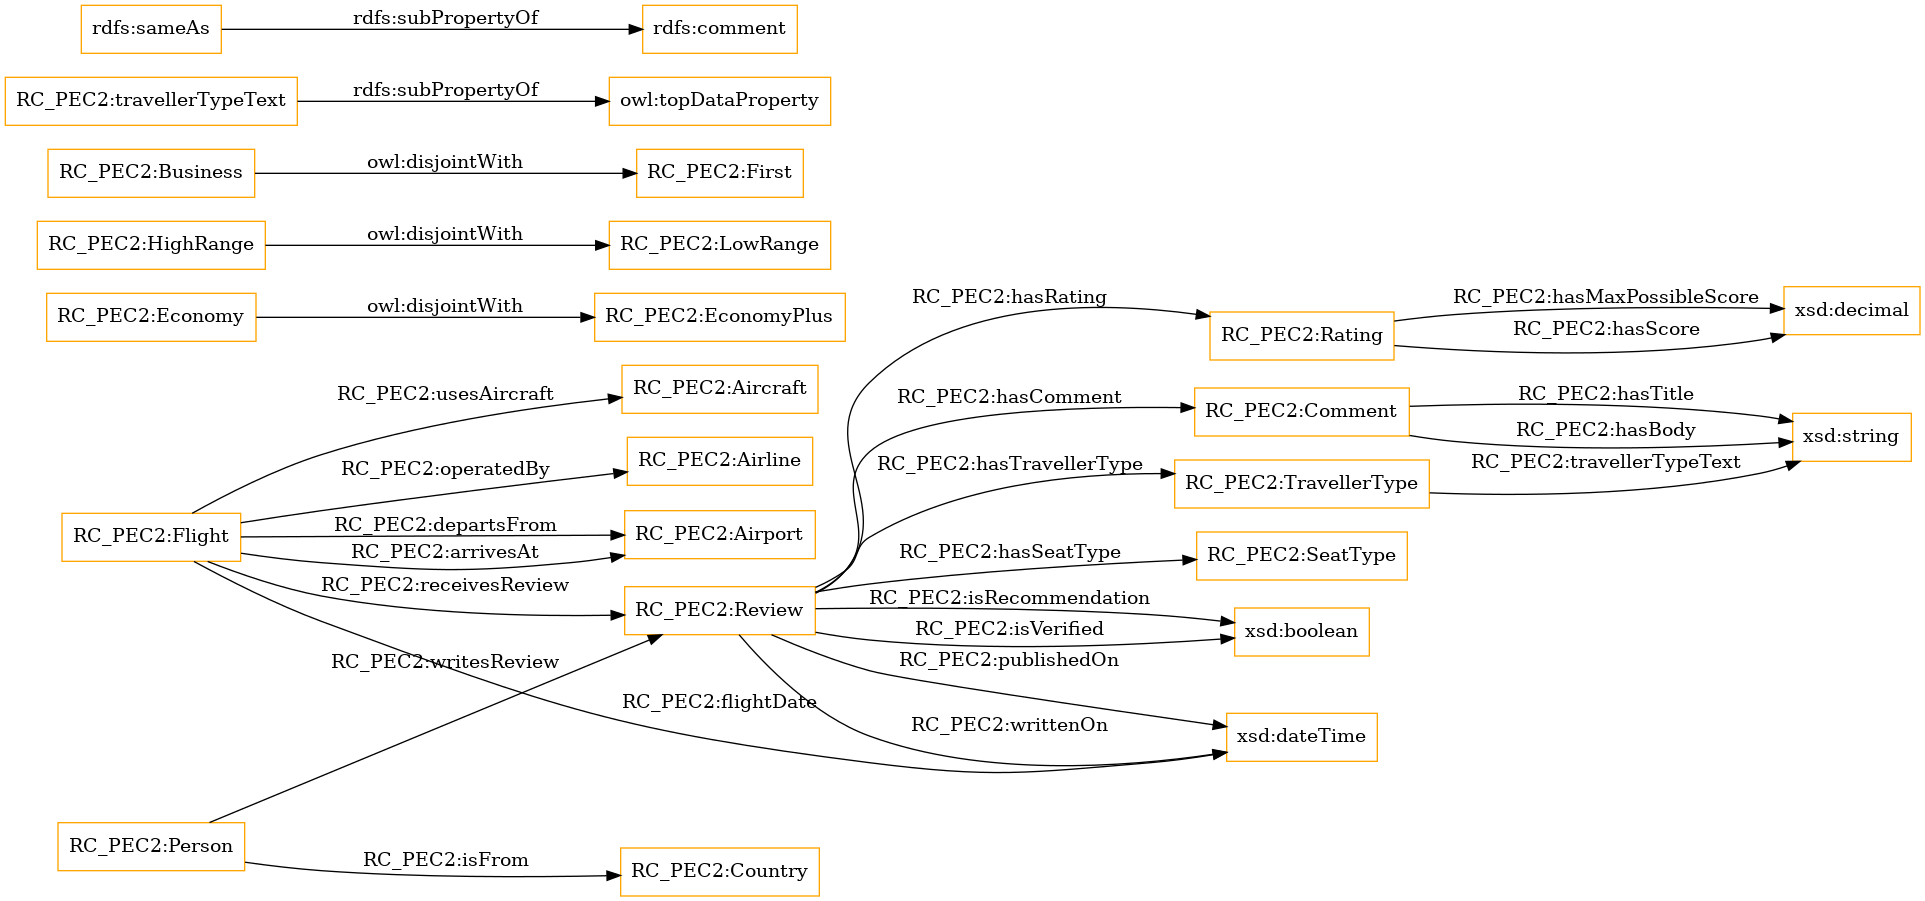 rdfs:sameAs
rdfs:subPropertyOf
rdfs:comment
RC_PEC2:travellerTypeText
rdfs:subPropertyOf
owl:topDataProperty
RC_PEC2:Business
owl:disjointWith
RC_PEC2:First
RC_PEC2:HighRange
owl:disjointWith
RC_PEC2:LowRange
RC_PEC2:Economy
owl:disjointWith
RC_PEC2:EconomyPlus
RC_PEC2:usesAircraft
RC_PEC2:Aircraft
RC_PEC2:operatedBy
RC_PEC2:Airline
RC_PEC2:Flight
RC_PEC2:departsFrom
RC_PEC2:Airport
RC_PEC2:arrivesAt
RC_PEC2:receivesReview
RC_PEC2:Review
RC_PEC2:writesReview
RC_PEC2:flightDate
RC_PEC2:Person
RC_PEC2:isFrom
RC_PEC2:Country
RC_PEC2:hasRating
RC_PEC2:Rating
RC_PEC2:hasMaxPossibleScore
RC_PEC2:hasScore
xsd:decimal
RC_PEC2:hasComment
RC_PEC2:Comment
RC_PEC2:hasTitle
RC_PEC2:hasBody
xsd:string
RC_PEC2:hasTravellerType
RC_PEC2:TravellerType
RC_PEC2:travellerTypeText
RC_PEC2:hasSeatType
RC_PEC2:SeatType
RC_PEC2:isRecommendation
RC_PEC2:isVerified
xsd:boolean
RC_PEC2:publishedOn
RC_PEC2:writtenOn
xsd:dateTime